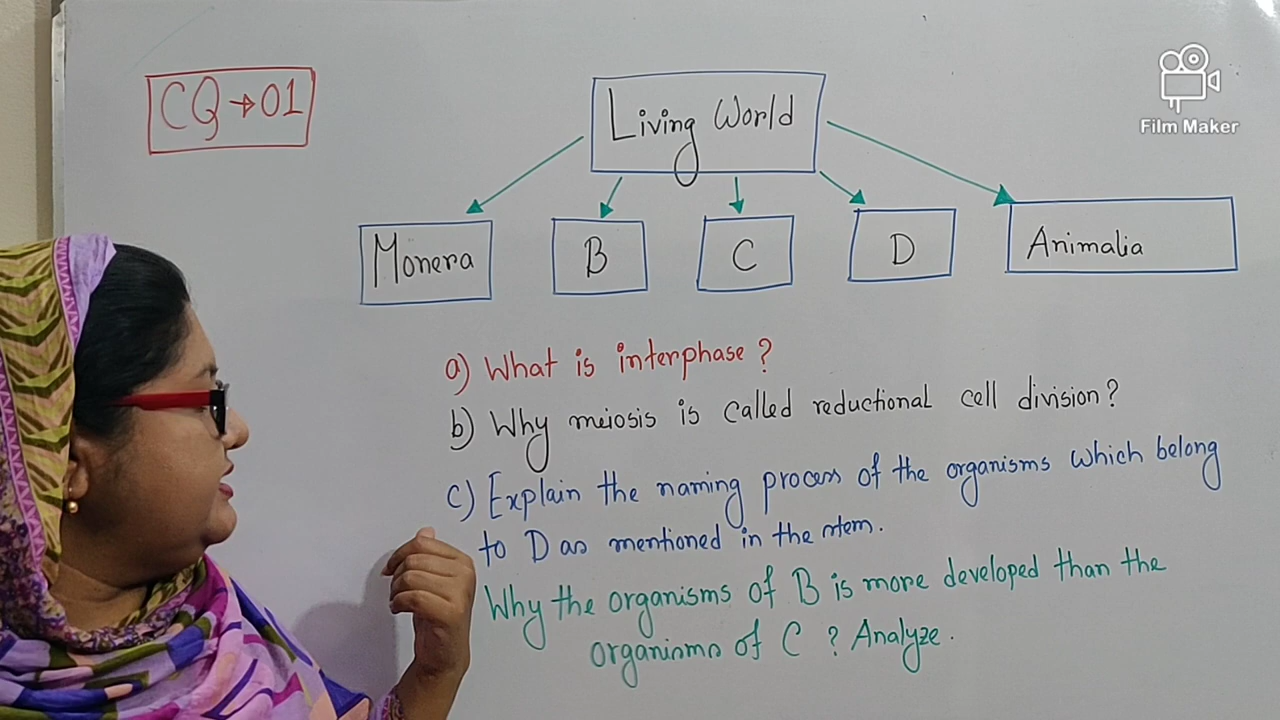 CQ → 01
Living World
Film Maker
Monera
B
C
D
Animalia
a) What is interphase?
b) Why meiosis is called reductional cell division?
c) Explain the naming process of the organisms which belong
to D as mentioned in the stem.
Why the organisms of B is more developed than the
organisms of C ? Analyze.